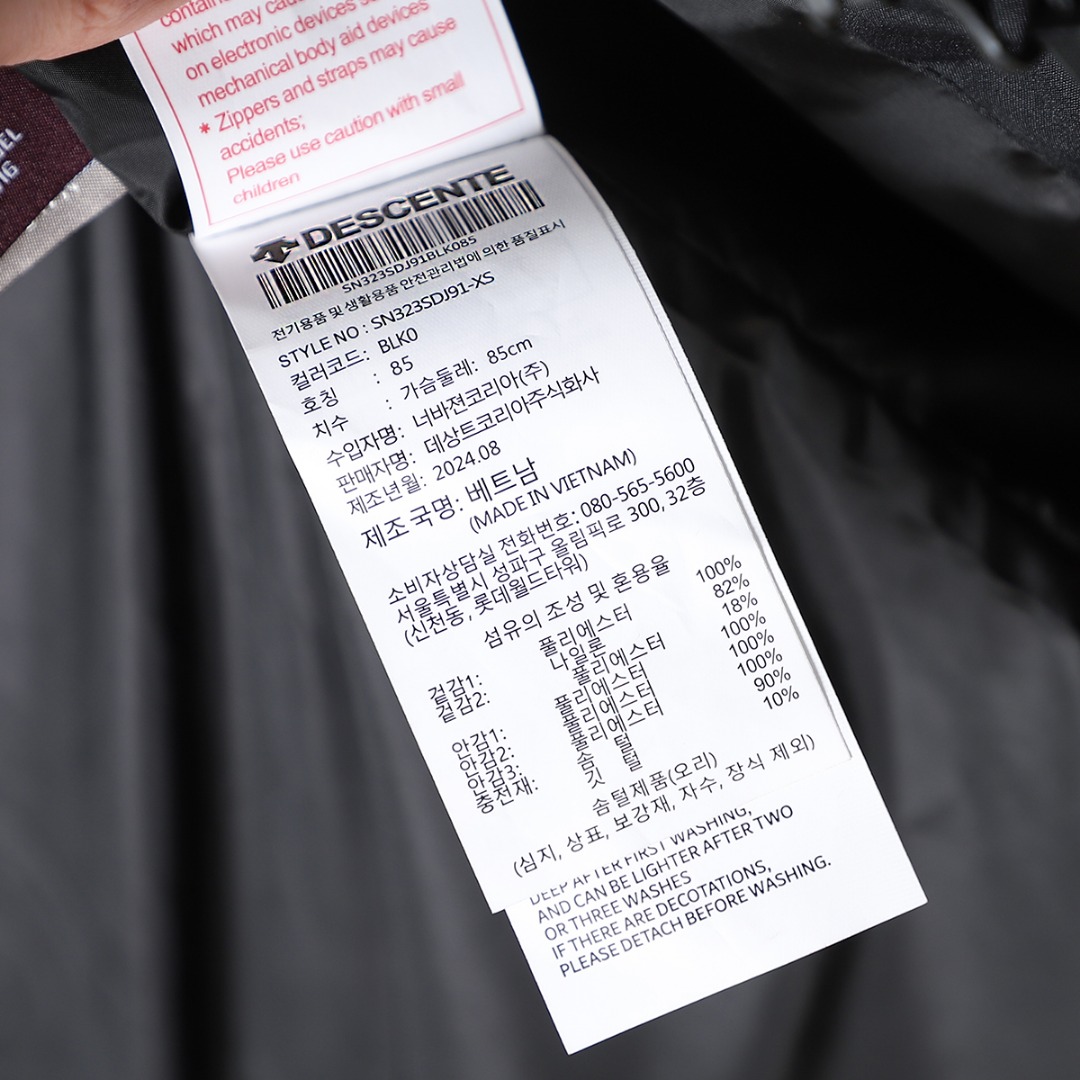 which may cau
on electronic devices
mechanical body aid devices
* Zippers and straps may cause
accidents;
Please use caution with small
children
DESCENTE
SN323SDJ91BLK085
전기용품 및 생활용품 안전관리법에 의한 품질표시
STYLE NO : SN323SDJ91-XS
컬러코드: BLK0
호칭 : 85
치수 : 가슴둘레: 85cm
수입자명: 너바젼코리아(주)
판매자명: 데상트코리아주식화사
제조년월: 2024.08
제조국명: 베트남
(MADE IN VIETNAM)
소비자상담실 전화번호: 080-565-5600
서울특별시 성파구 올림픽로 300, 32층
(신천동, 롯데월드타워)
섬유의 조성 및 혼용율
겉감1: 폴리에스터 100%
겉감2: 나일론 82%
폴리에스터 18%
안감1: 폴리에스터 100%
안감2: 폴리에스터 100%
안감3: 폴리에스터 100%
충전재: 솜 털 90%
깃 털 10%
솜털제품(오리)
(심지, 상표, 보강재, 자수, 장식 제외)
DEEP AFTER FIRST WASHING,
AND CAN BE LIGHTER AFTER TWO
OR THREE WASHES
IF THERE ARE DECOTATIONS,
PLEASE DETACH BEFORE WASHING.